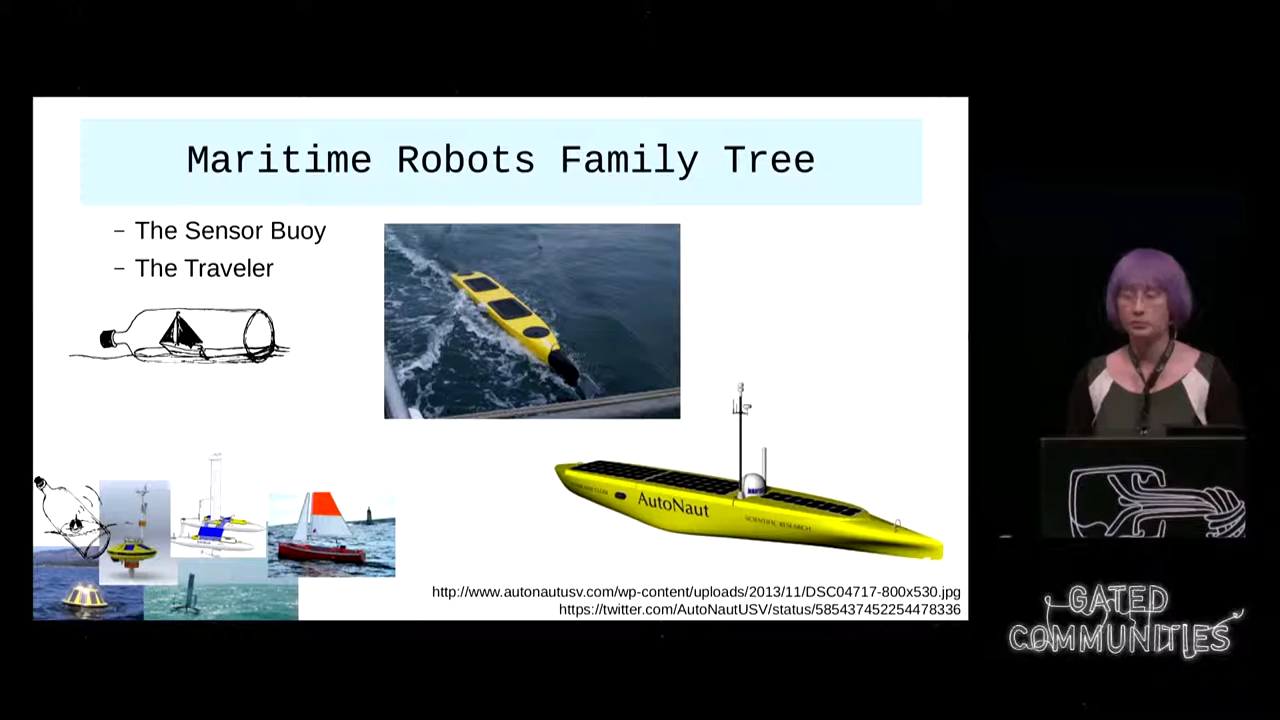 Maritime Robots Family Tree
– The Sensor Buoy
– The Traveler
AutoNaut
SCIENTIFIC RESEARCH
http://www.autonautusv.com/wp-content/uploads/2013/11/DSC04717-800x530.jpg
https://twitter.com/AutoNautUSV/status/585437452254478336
GATED
COMMUNITIES